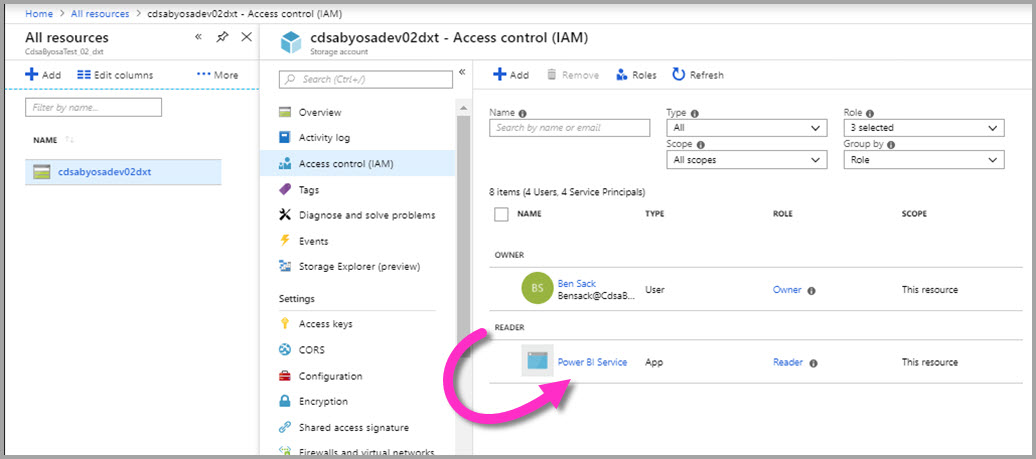 Home > All resources > cdsabyosadev02dxt - Access control (IAM)
All resources
CdsaByosaTest_02_dxt
Add
Edit columns
More
Filter by name...
NAME
cdsabyosadev02dxt
cdsabyosadev02dxt - Access control (IAM)
Storage account
Search (Ctrl+/)
Overview
Activity log
Access control (IAM)
Tags
Diagnose and solve problems
Events
Storage Explorer (preview)
Settings
Access keys
CORS
Configuration
Encryption
Shared access signature
Firewalls and virtual networks
Add
Remove
Roles
Refresh
Name
Search by name or email
Type
All
Role
3 selected
Scope
All scopes
Group by
Role
8 items (4 Users, 4 Service Principals)
NAME TYPE ROLE SCOPE
OWNER
BS
Ben Sack
Bensack@CdsaB...
User Owner This resource
READER
Power BI Service App Reader This resource